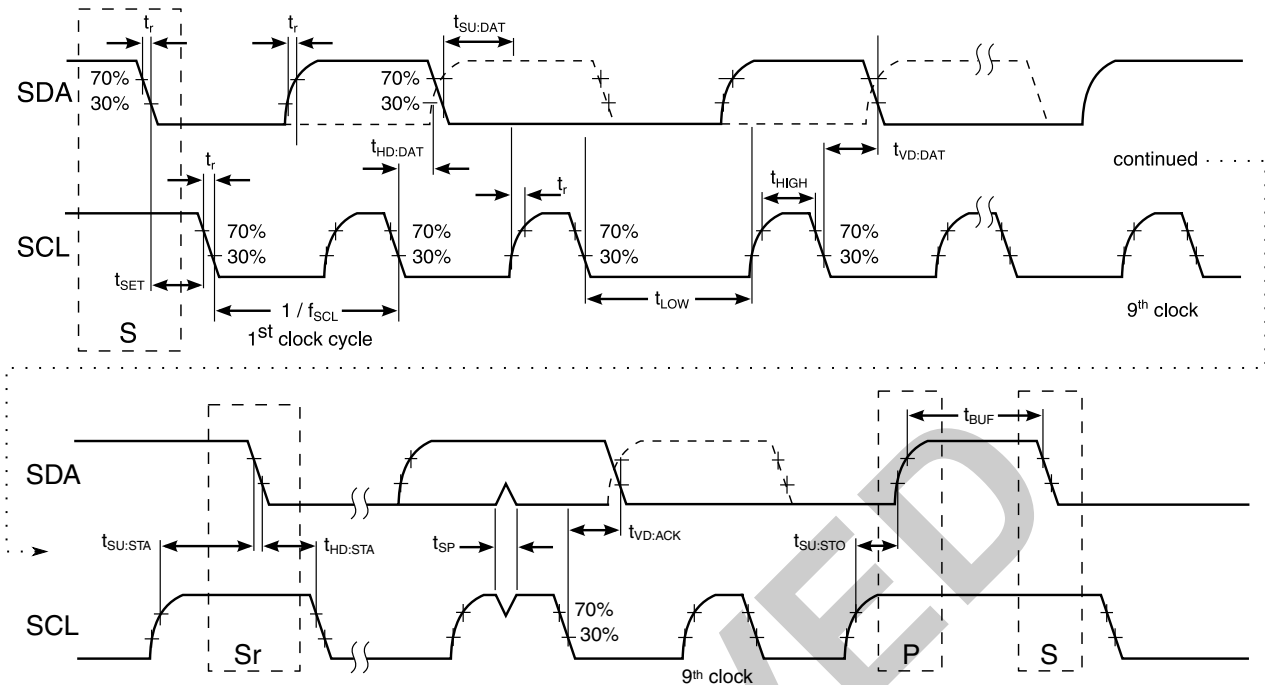 tr tr tSU:DAT
SDA 70% 70%
30% 30%
tHD:DAT tVD:DAT
continued
tr tr tHIGH
SCL 70% 70% 70% 70%
30% 30% 30% 30%
tSET
1 / fSCL tLOW
S 1st clock cycle 9th clock
tBUF
SDA
tSU:STA tHD:STA tSP tVD:ACK tSU:STO
SCL 70%
30%
Sr P S
9th clock
VED